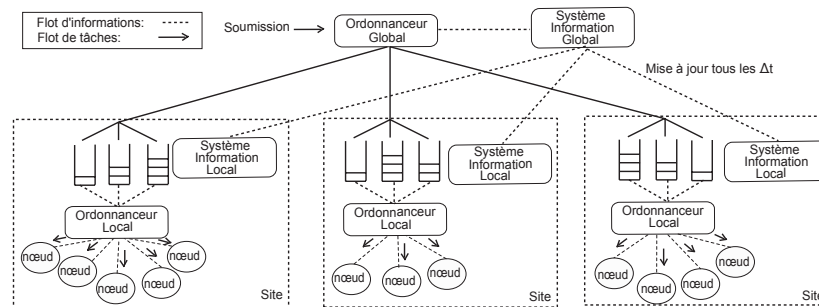 Flot d'informations:
Flot de tâches:
Soumission
Ordonnanceur
Global
Système
Information
Global
Mise à jour tous les Δt
Système
Information
Local
Ordonnanceur
Local
nœud
nœud
nœud
nœud
nœud
Site
Système
Information
Local
Ordonnanceur
Local
nœud
nœud
nœud
Site
Système
Information
Local
Ordonnanceur
Local
nœud
nœud
nœud
nœud
Site